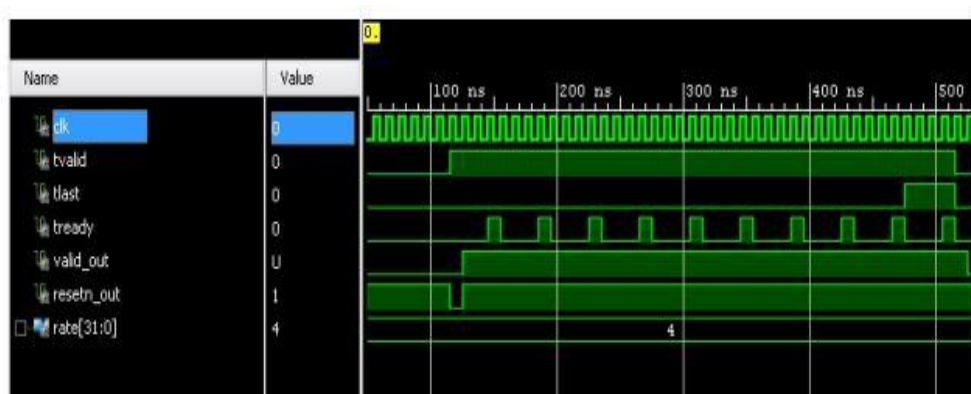 0.
Name Value
100 ns 200 ns 300 ns 400 ns 500
clk 0
tvalid 0
tlast 0
tready 0
valid_out U
resetn_out 1
rate[31:0] 4 4